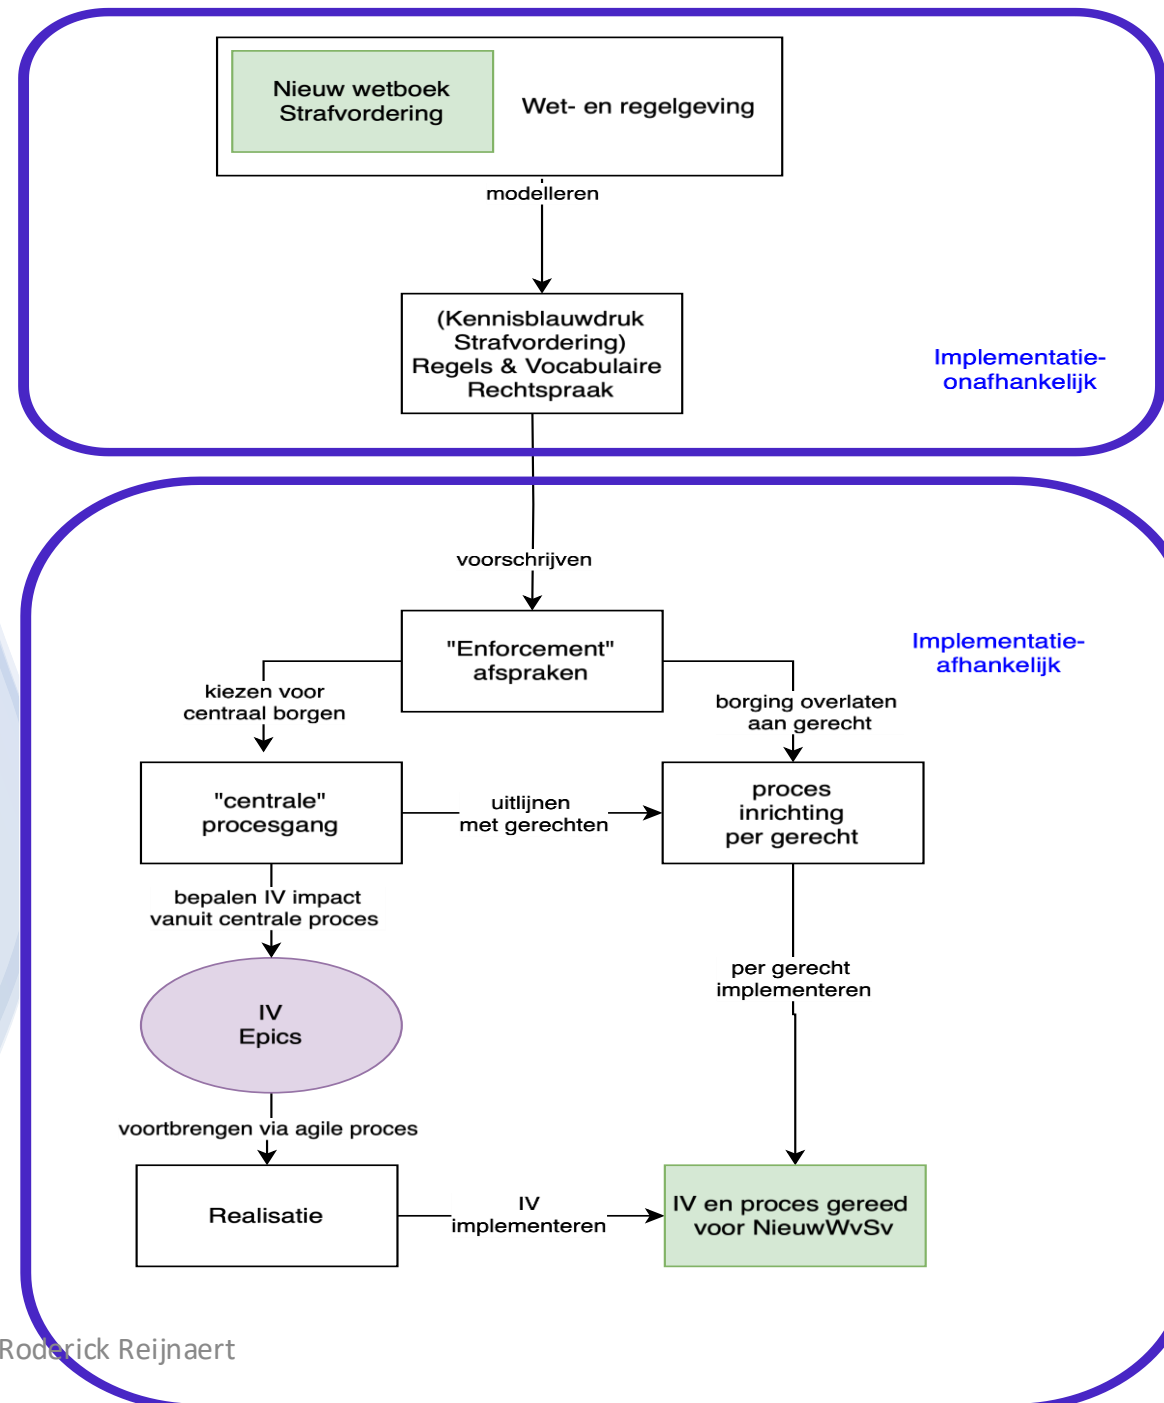 Nieuw wetboek
Strafvordering
Wet- en regelgeving
modelleren
(Kennisblauwdruk
Strafvordering)
Regels & Vocabulaire
Rechtspraak
Implementatie-
onafhankelijk
voorschrijven
"Enforcement"
afspraken
Implementatie-
afhankelijk
kiezen voor
centraal borgen
borging overlaten
aan gerecht
"centrale"
procesgang
uitlijnen
met gerechten
proces
inrichting
per gerecht
bepalen IV impact
vanuit centrale proces
per gerecht
implementeren
IV
Epics
voortbrengen via agile proces
Realisatie
IV
implementeren
IV en proces gereed
voor NieuwWvSv
Roderick Reijnaert